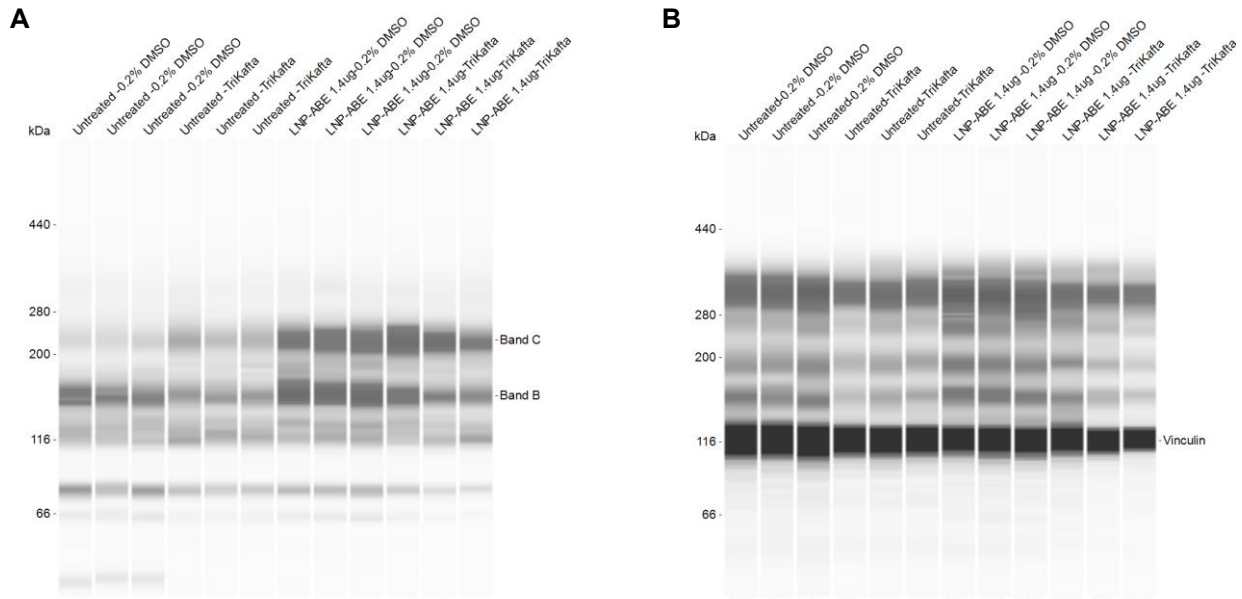 A
Untreated -0.2% DMSO
Untreated -0.2% DMSO
Untreated -0.2% DMSO
Untreated -TriKafta
Untreated -TriKafta
Untreated -TriKafta
LNP-ABE 1.4ug-0.2% DMSO
LNP-ABE 1.4ug-0.2% DMSO
LNP-ABE 1.4ug-0.2% DMSO
LNP-ABE 1.4ug-TriKafta
LNP-ABE 1.4ug-TriKafta
LNP-ABE 1.4ug-TriKafta
kDa
440
280
200
116
66
Band C
Band B
B
Untreated-0.2% DMSO
Untreated -0.2% DMSO
Untreated-0.2% DMSO
Untreated-TriKafta
Untreated-TriKafta
Untreated-TriKafta
LNP-ABE 1.4ug -0.2% DMSO
LNP-ABE 1.4ug -0.2% DMSO
LNP-ABE 1.4ug -0.2% DMSO
LNP-ABE 1.4ug -TriKafta
LNP-ABE 1.4ug -TriKafta
LNP-ABE 1.4ug -TriKafta
kDa
440
280
200
116
66
Vinculin